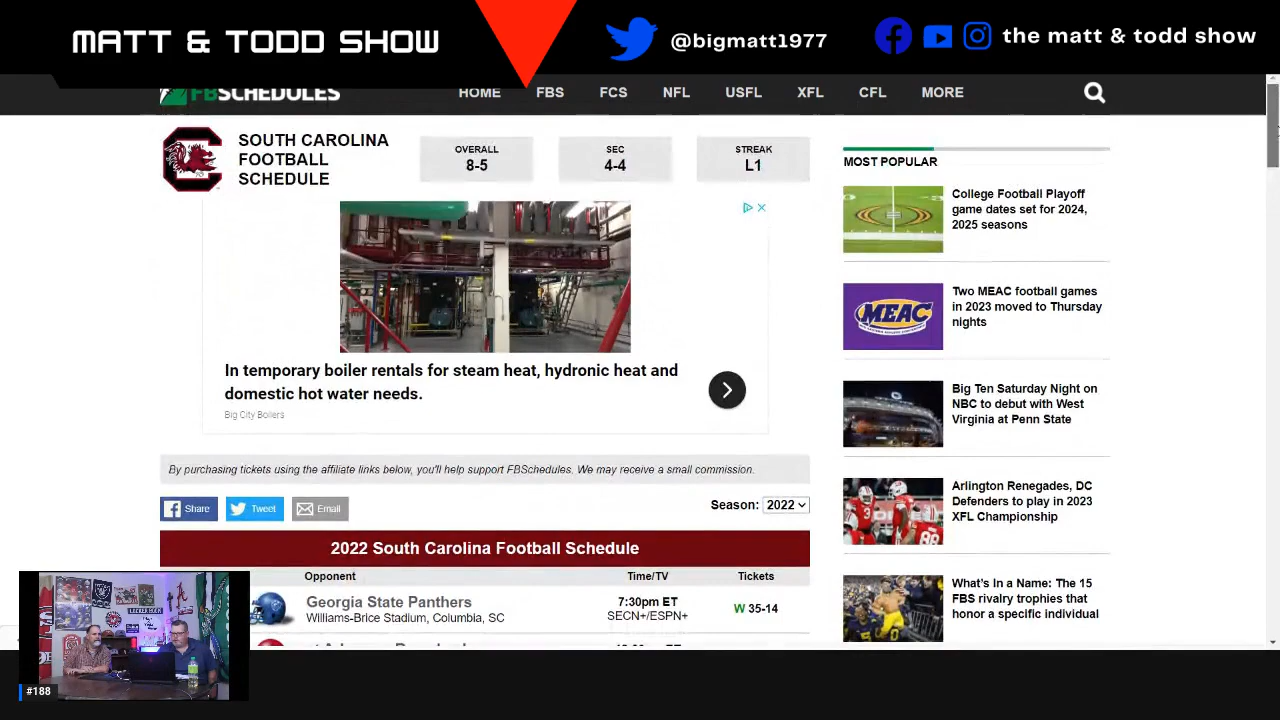 MATT & TODD SHOW
@bigmatt1977
the matt & todd show
FBSCHEDULES
HOME
FBS
FCS
NFL
USFL
XFL
CFL
MORE
SOUTH CAROLINA
FOOTBALL
SCHEDULE
OVERALL
8-5
SEC
4-4
STREAK
L1
In temporary boiler rentals for steam heat, hydronic heat and
domestic hot water needs.
Big City Boilers
By purchasing tickets using the affiliate links below, you'll help support FBSchedules. We may receive a small commission.
Share
Tweet
Email
Season: 2022
2022 South Carolina Football Schedule
Opponent
Time/TV
Tickets
Georgia State Panthers
Williams-Brice Stadium, Columbia, SC
7:30pm ET
SECN+/ESPN+
W 35-14
MOST POPULAR
College Football Playoff
game dates set for 2024,
2025 seasons
MEAC
Two MEAC football games
in 2023 moved to Thursday
nights
Big Ten Saturday Night on
NBC to debut with West
Virginia at Penn State
Arlington Renegades, DC
Defenders to play in 2023
XFL Championship
What's In a Name: The 15
FBS rivalry trophies that
honor a specific individual
#188